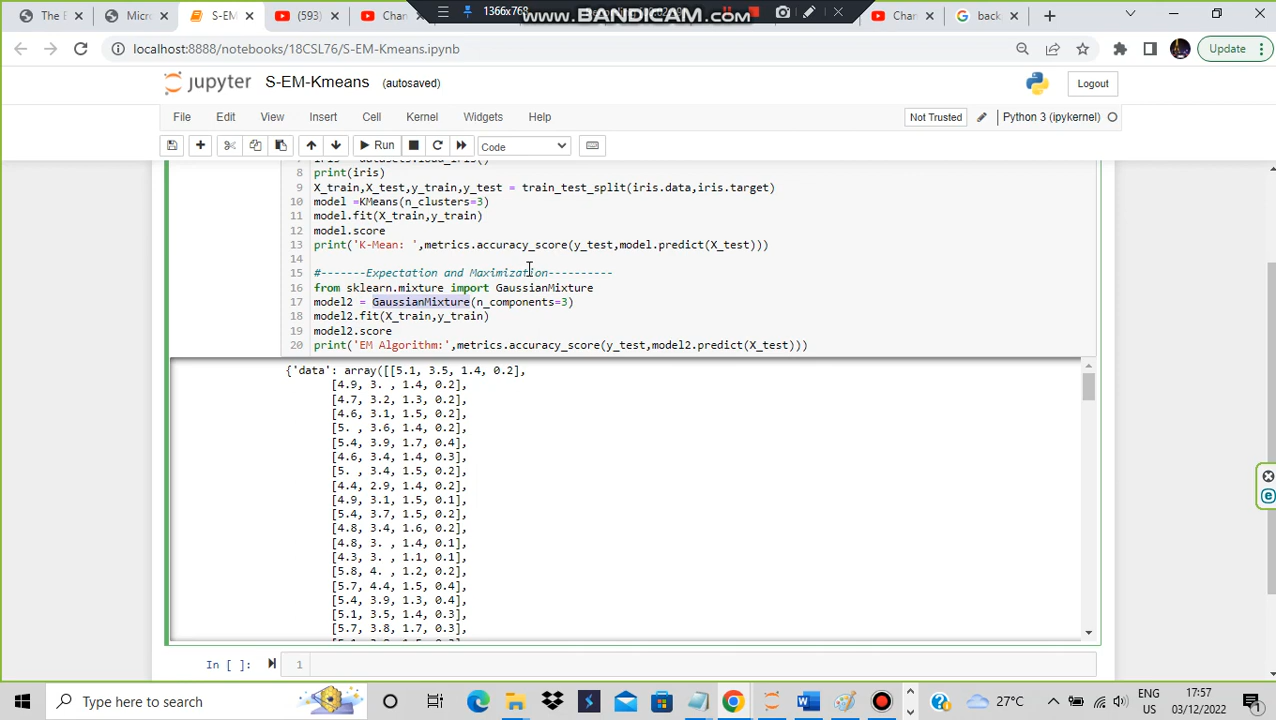 The B
Micro
S-EM
(593)
Chan
1366x768
www.BANDICAM.com
Chan
back
localhost:8888/notebooks/18CSL76/S-EM-Kmeans.ipynb
Update
jupyter S-EM-Kmeans (autosaved)
Logout
File Edit View Insert Cell Kernel Widgets Help
Not Trusted Python 3 (ipykernel)
Run Code
8 print(iris)
9 X_train,X_test,y_train,y_test = train_test_split(iris.data,iris.target)
10 model =KMeans(n_clusters=3)
11 model.fit(X_train,y_train)
12 model.score
13 print('K-Mean: ',metrics.accuracy_score(y_test,model.predict(X_test)))
14
15 #-------Expectation and Maximization----------
16 from sklearn.mixture import GaussianMixture
17 model2 = GaussianMixture(n_components=3)
18 model2.fit(X_train,y_train)
19 model2.score
20 print('EM Algorithm:',metrics.accuracy_score(y_test,model2.predict(X_test)))
{'data': array([[5.1, 3.5, 1.4, 0.2],
[4.9, 3. , 1.4, 0.2],
[4.7, 3.2, 1.3, 0.2],
[4.6, 3.1, 1.5, 0.2],
[5. , 3.6, 1.4, 0.2],
[5.4, 3.9, 1.7, 0.4],
[4.6, 3.4, 1.4, 0.3],
[5. , 3.4, 1.5, 0.2],
[4.4, 2.9, 1.4, 0.2],
[4.9, 3.1, 1.5, 0.1],
[5.4, 3.7, 1.5, 0.2],
[4.8, 3.4, 1.6, 0.2],
[4.8, 3. , 1.4, 0.1],
[4.3, 3. , 1.1, 0.1],
[5.8, 4. , 1.2, 0.2],
[5.7, 4.4, 1.5, 0.4],
[5.4, 3.9, 1.3, 0.4],
[5.1, 3.5, 1.4, 0.3],
[5.7, 3.8, 1.7, 0.3],
In [ ]: 1
Type here to search
27°C
ENG
US
17:57
03/12/2022